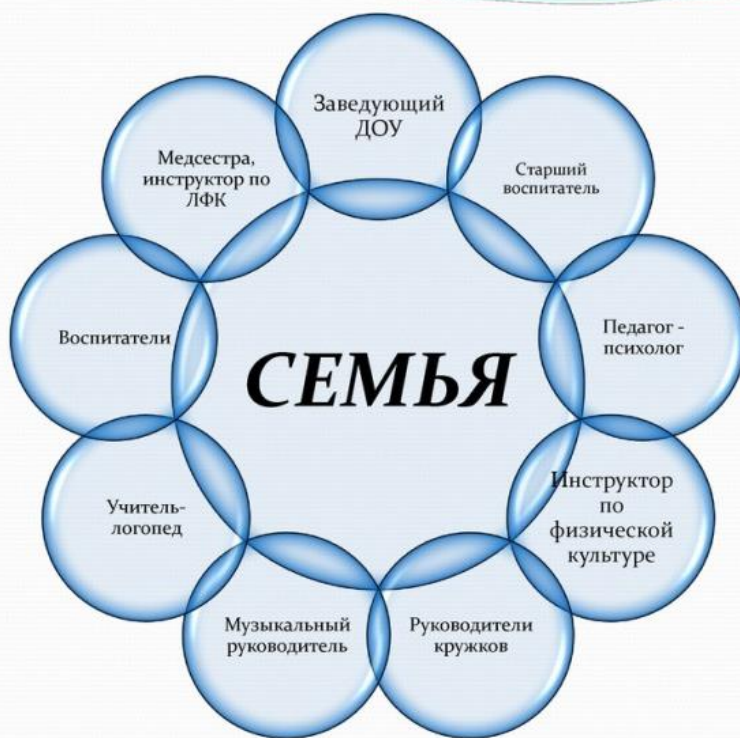 Заведующий
ДОУ
Старший
воспитатель
Педагог -
психолог
Инструктор
по
физической
культуре
Руководители
кружков
Музыкальный
руководитель
Учитель-
логопед
Воспитатели
Медсестра,
инструктор по
ЛФК
СЕМЬЯ